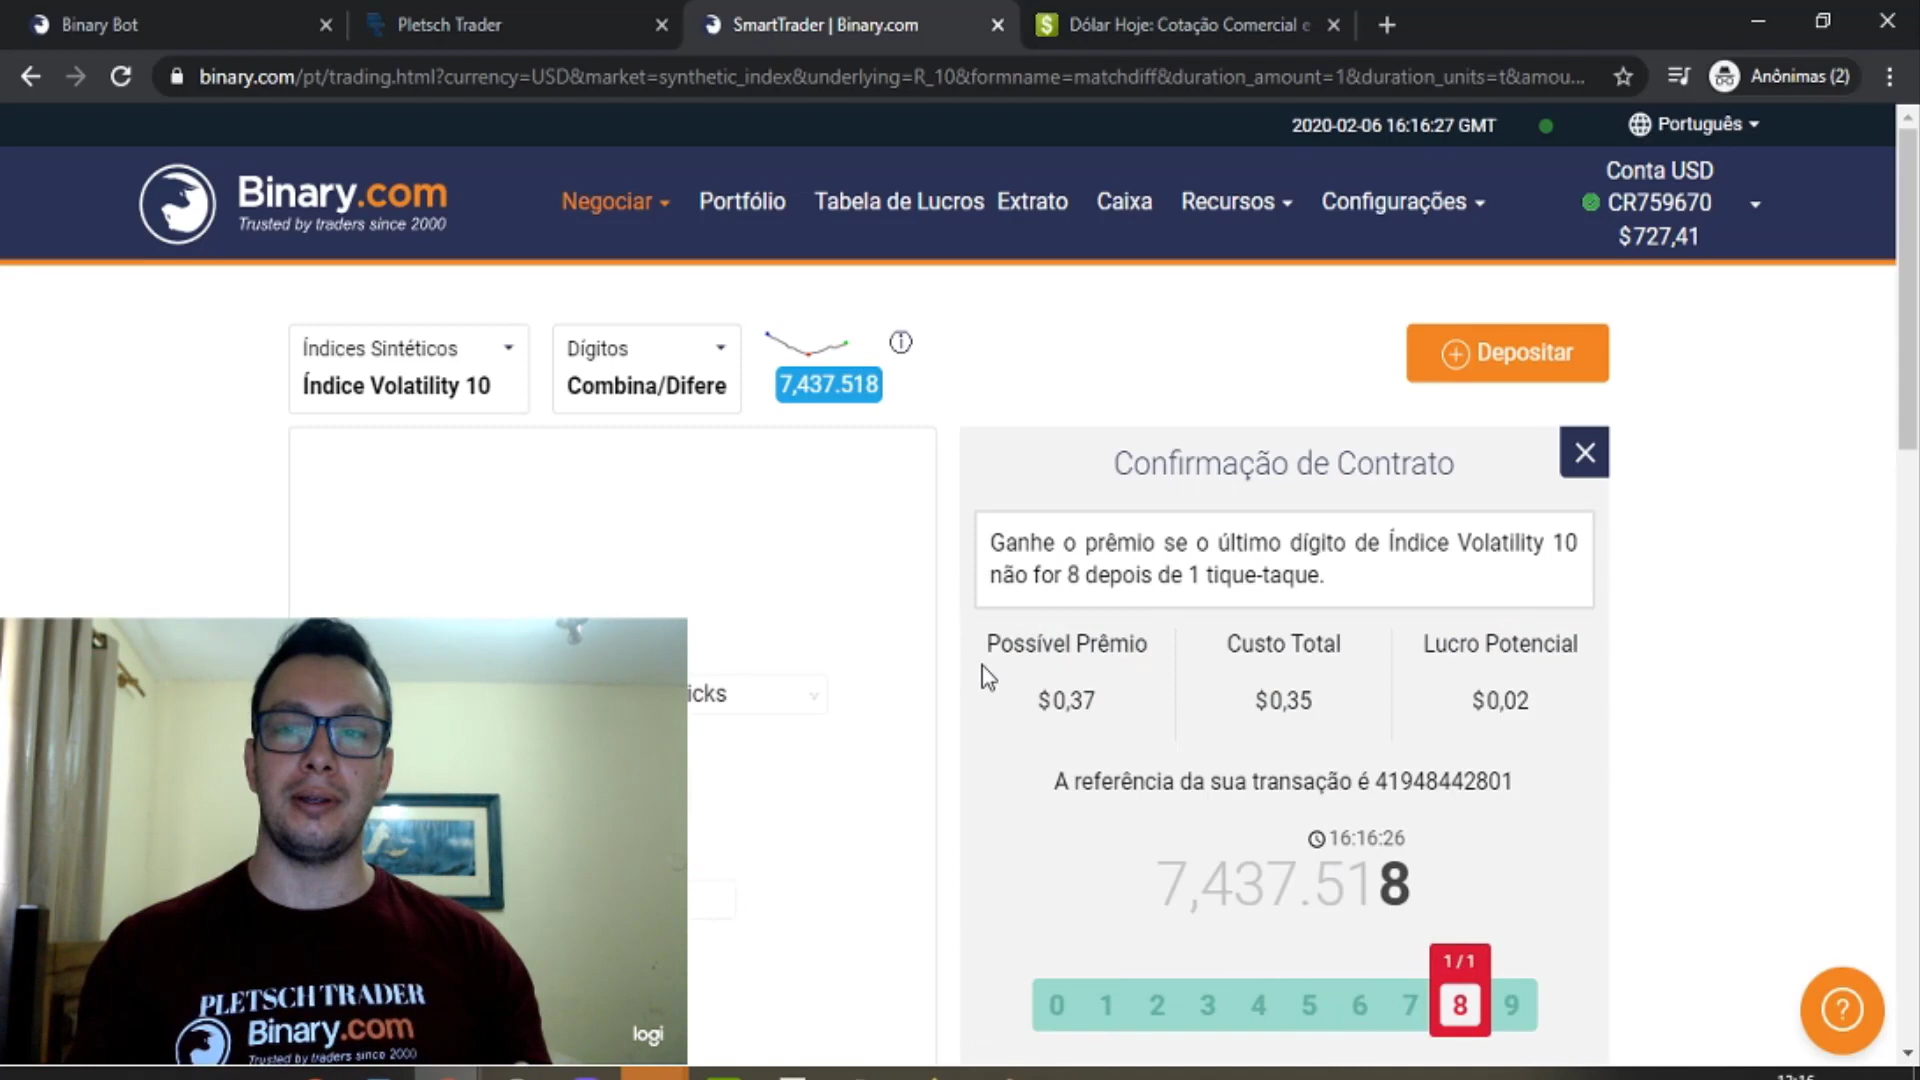 Binary Bot
Pletsch Trader
SmartTrader | Binary.com
Dólar Hoje: Cotação Comercial e
binary.com/pt/trading.html?currency=USD&market=synthetic_index&underlying=R_10&formname=matchdiff&duration_amount=1&duration_units=t&amou...
Anônimas (2)
2020-02-06 16:16:27 GMT
Português
Binary.com
Trusted by traders since 2000
Negociar
Portfólio
Tabela de Lucros
Extrato
Caixa
Recursos
Configurações
Conta USD
CR759670
$727,41
Índices Sintéticos
Índice Volatility 10
Dígitos
Combina/Difere
7,437.518
Depositar
Confirmação de Contrato
Ganhe o prêmio se o último dígito de Índice Volatility 10
não for 8 depois de 1 tique-taque.
Possível Prêmio
Custo Total
Lucro Potencial
$0,37
$0,35
$0,02
icks
A referência da sua transação é 41948442801
16:16:26
7,437.518
1/1
0 1 2 3 4 5 6 7 8 9
?
PLETSCH TRADER
Binary.com
Trusted by traders since 2000
logi